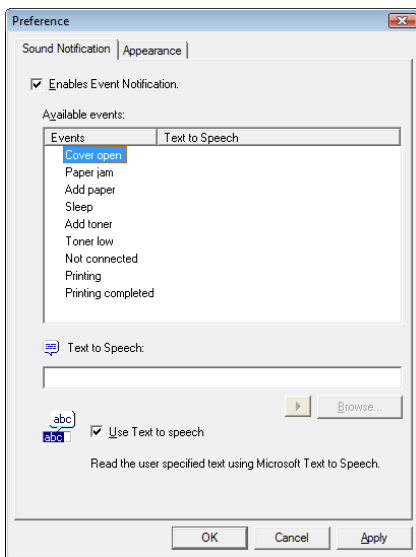 Preference
Sound Notification Appearance
Enables Event Notification.
Available events:
Events Text to Speech
Cover open
Paper jam
Add paper
Sleep
Add toner
Toner low
Not connected
Printing
Printing completed
Text to Speech:
Browse...
abc
abc
Use Text to speech
Read the user specified text using Microsoft Text to Speech.
OK Cancel Apply